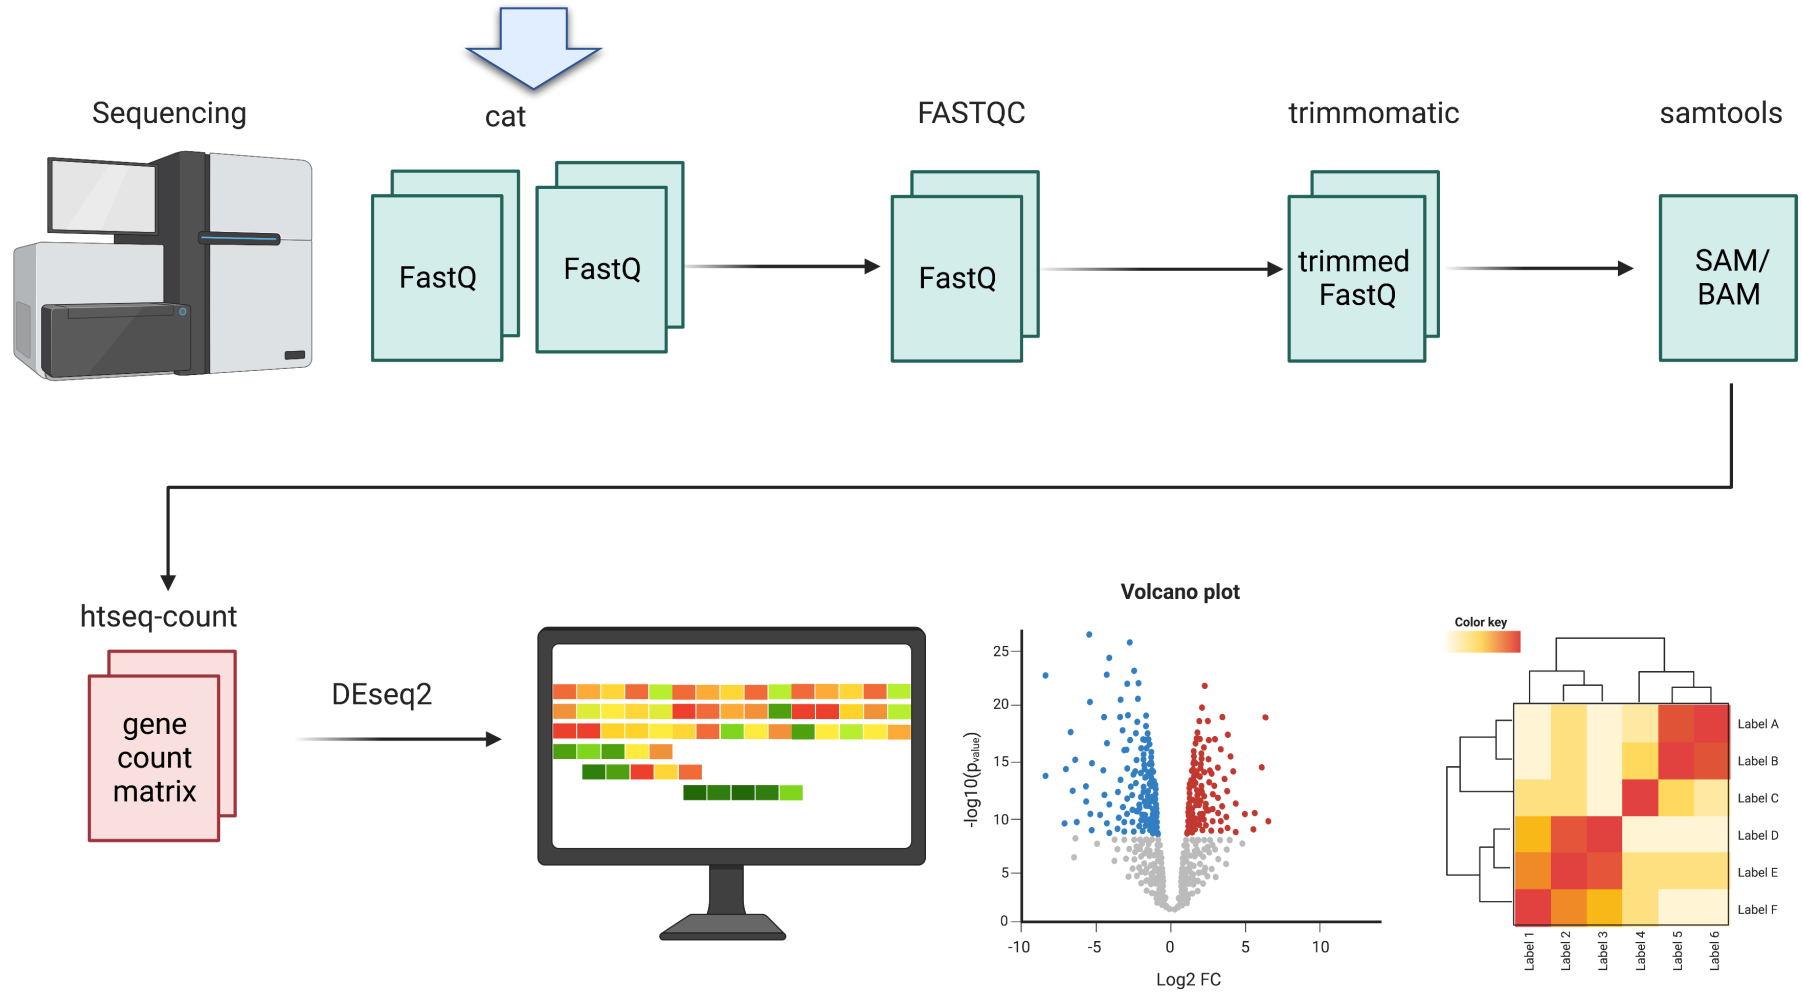 Sequencing
cat
FASTQC
trimmomatic
samtools
FastQ
FastQ
FastQ
trimmed
FastQ
SAM/
BAM
htseq-count
gene
count
matrix
DEseq2
Volcano plot
-log10(pvalue)
25
20
15
10
5
0
-10
-5
0
5
10
Log2 FC
Color key
Label A
Label B
Label C
Label D
Label E
Label F
Label 1
Label 2
Label 3
Label 4
Label 5
Label 6